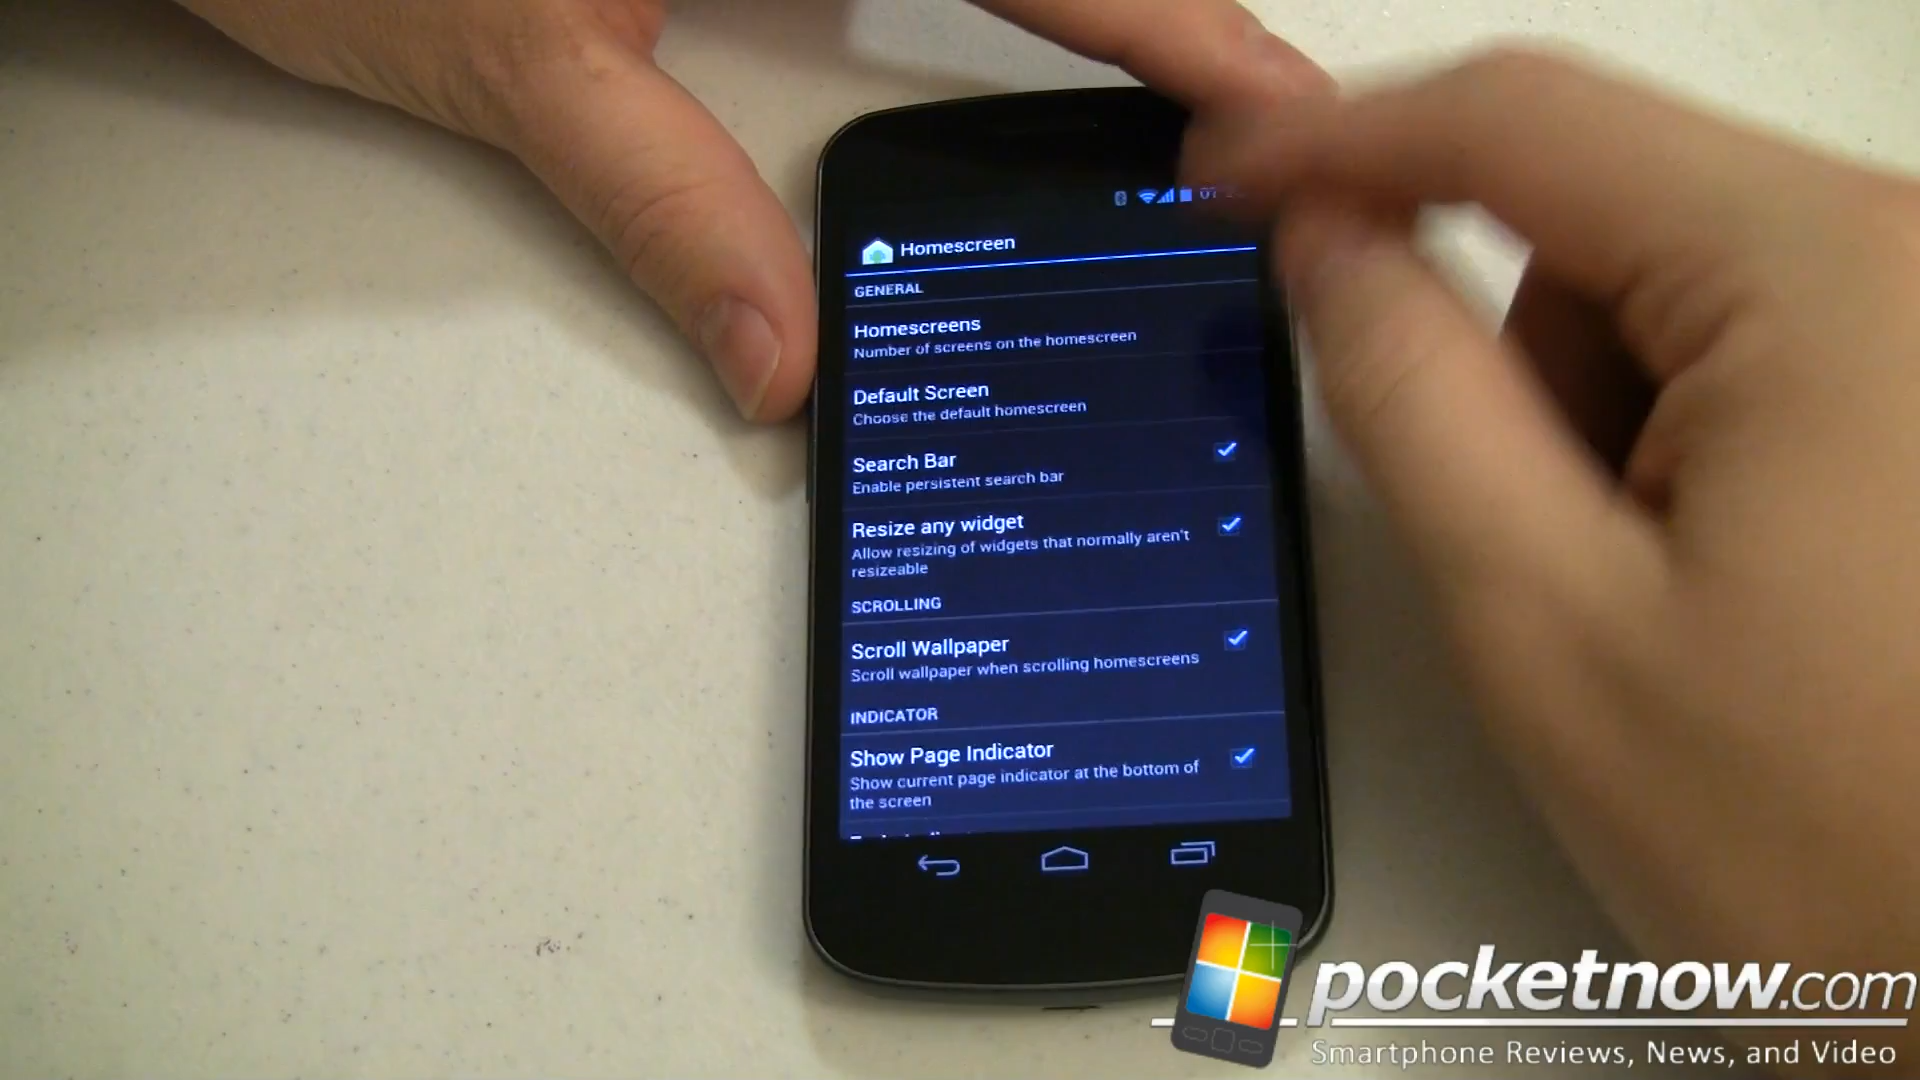 Homescreen
GENERAL
Homescreens
Number of screens on the homescreen
Default Screen
Choose the default homescreen
Search Bar
Enable persistent search bar
Resize any widget
Allow resizing of widgets that normally aren't
resizeable
SCROLLING
Scroll Wallpaper
Scroll wallpaper when scrolling homescreens
INDICATOR
Show Page Indicator
Show current page indicator at the bottom of
the screen
pocketnow.com
Smartphone Reviews, News, and Video